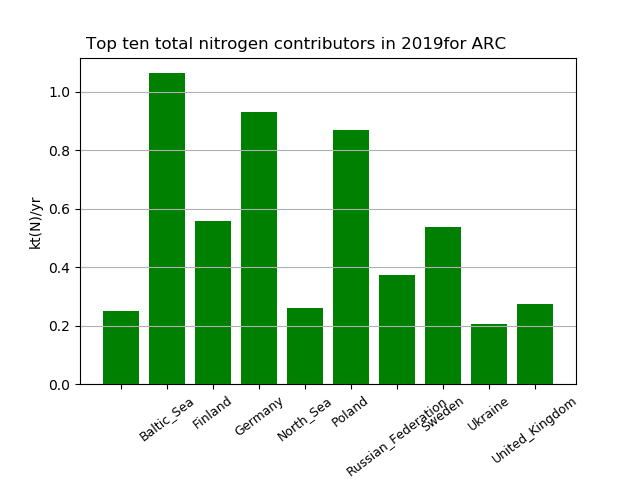 Top ten total nitrogen contributors in 2019for ARC
kt(N)/yr
1.0
0.8
0.6
0.4
0.2
0.0
Baltic_Sea
Finland
Germany
North_Sea
Poland
Russian_Federation
Sweden
Ukraine
United_Kingdom